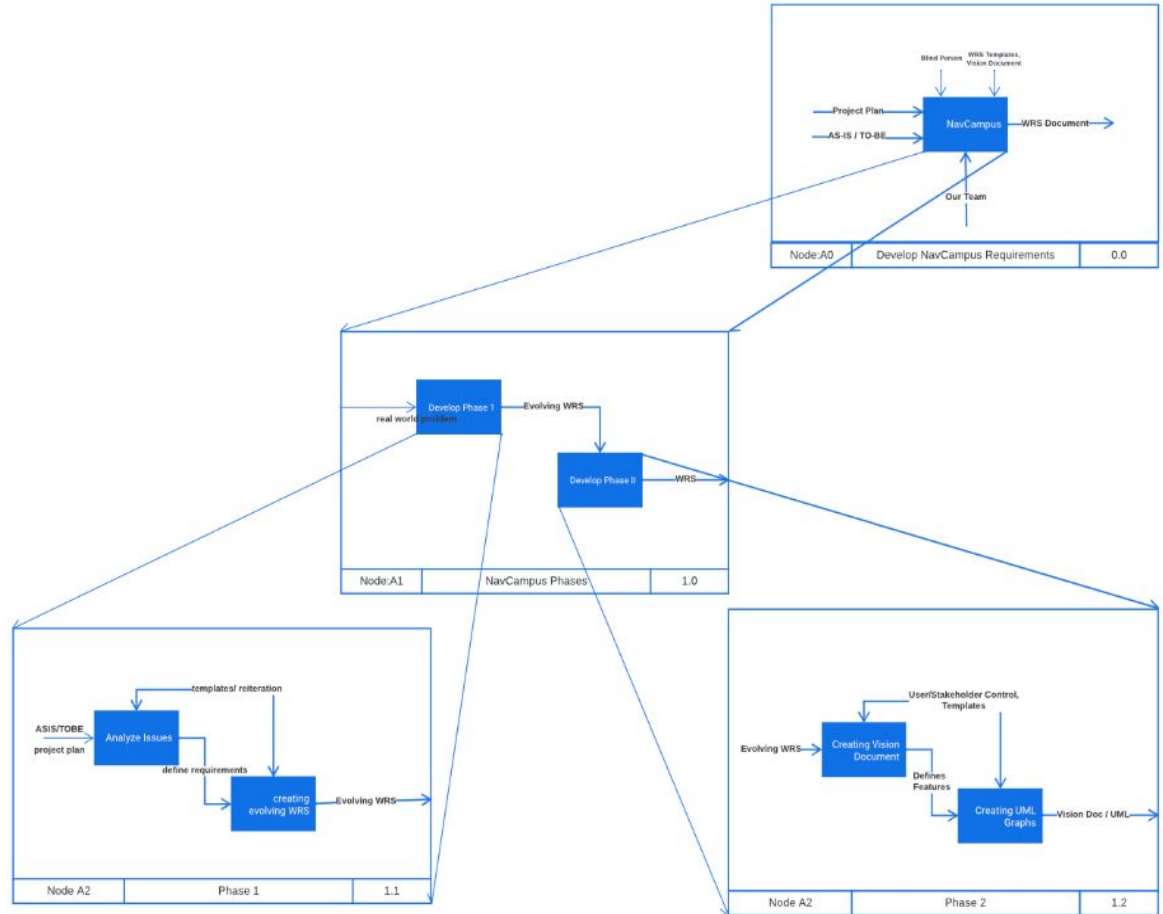 Blind Person
WRS Templates,
Vision Document
Project Plan
NavCampus
WRS Document
AS-IS / TO-BE
Our Team
Node:A0
Develop NavCampus Requirements
0.0
Develop Phase 1
Evolving WRS
real world problem
Develop Phase II
WRS
Node:A1
NavCampus Phases
1.0
templates/ reiteration
ASIS/TOBE
project plan
Analyze Issues
define requirements
creating
evolving WRS
Evolving WRS
Node A2
Phase 1
1.1
User/Stakeholder Control,
Templates
Evolving WRS
Creating Vision
Document
Defines
Features
Creating UML
Graphs
Vision Doc / UML
Node A2
Phase 2
1.2